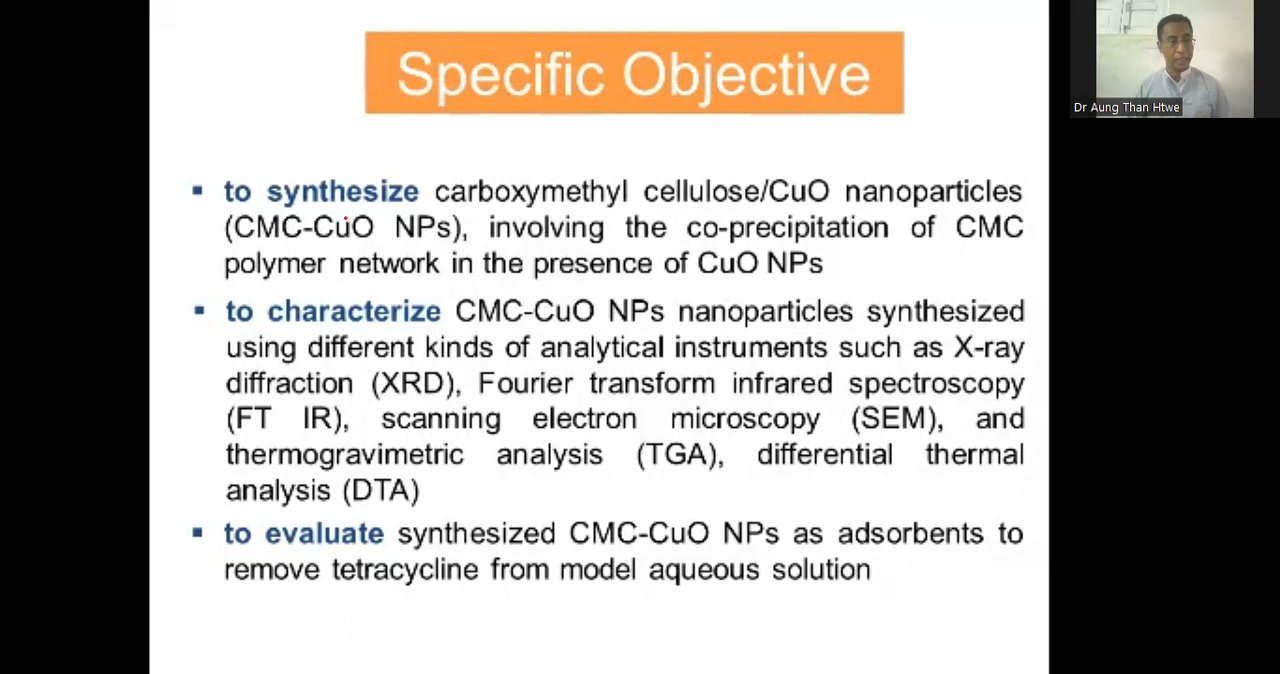 Specific Objective
▪ to synthesize carboxymethyl cellulose/CuO nanoparticles
(CMC-CuO NPs), involving the co-precipitation of CMC
polymer network in the presence of CuO NPs
▪ to characterize CMC-CuO NPs nanoparticles synthesized
using different kinds of analytical instruments such as X-ray
diffraction (XRD), Fourier transform infrared spectroscopy
(FT IR), scanning electron microscopy (SEM), and
thermogravimetric analysis (TGA), differential thermal
analysis (DTA)
▪ to evaluate synthesized CMC-CuO NPs as adsorbents to
remove tetracycline from model aqueous solution
Dr Aung Than Htwe